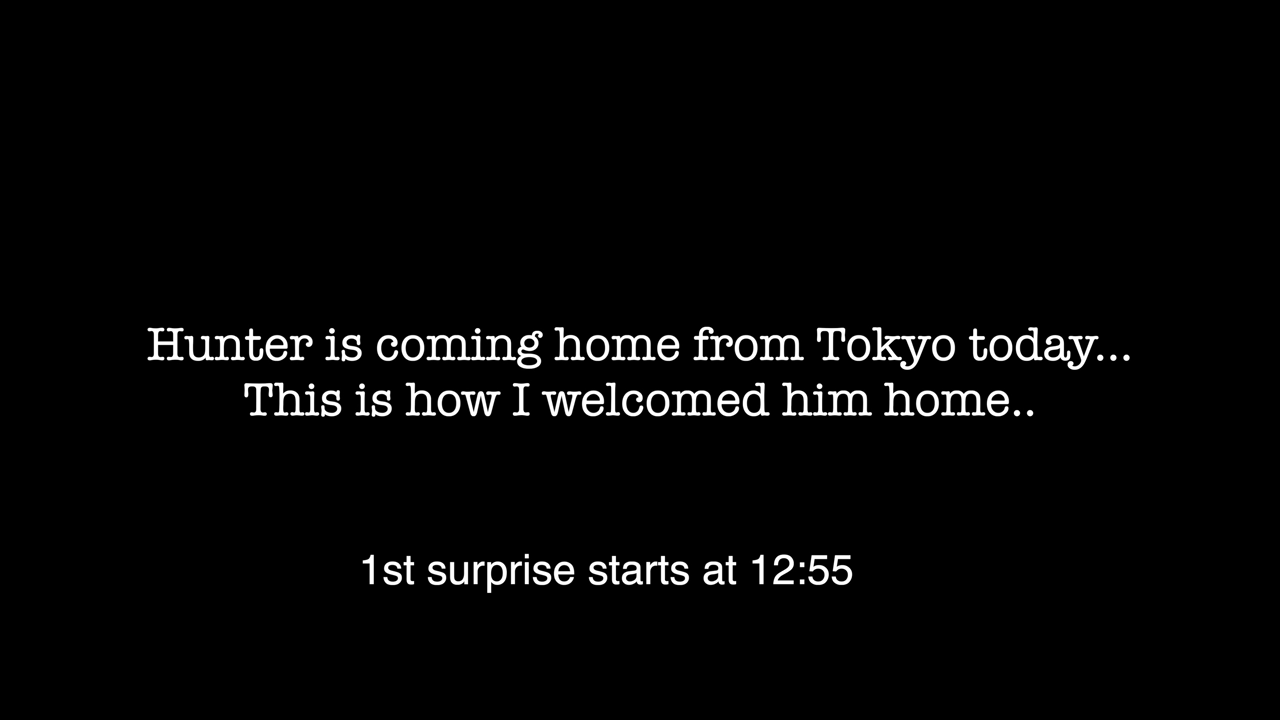 Hunter is coming home from Tokyo today...
This is how I welcomed him home..
1st surprise starts at 12:55